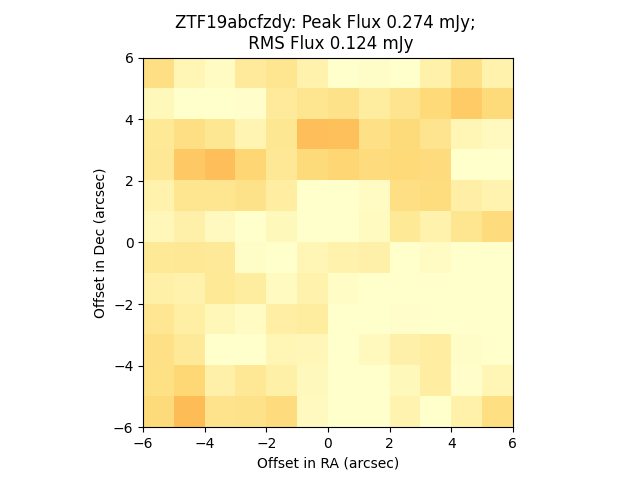 ZTF19abcfzdy: Peak Flux 0.274 mJy;
RMS Flux 0.124 mJy
6
4
2
0
−2
−4
−6
Offset in Dec (arcsec)
−6 −4 −2 0 2 4 6
Offset in RA (arcsec)